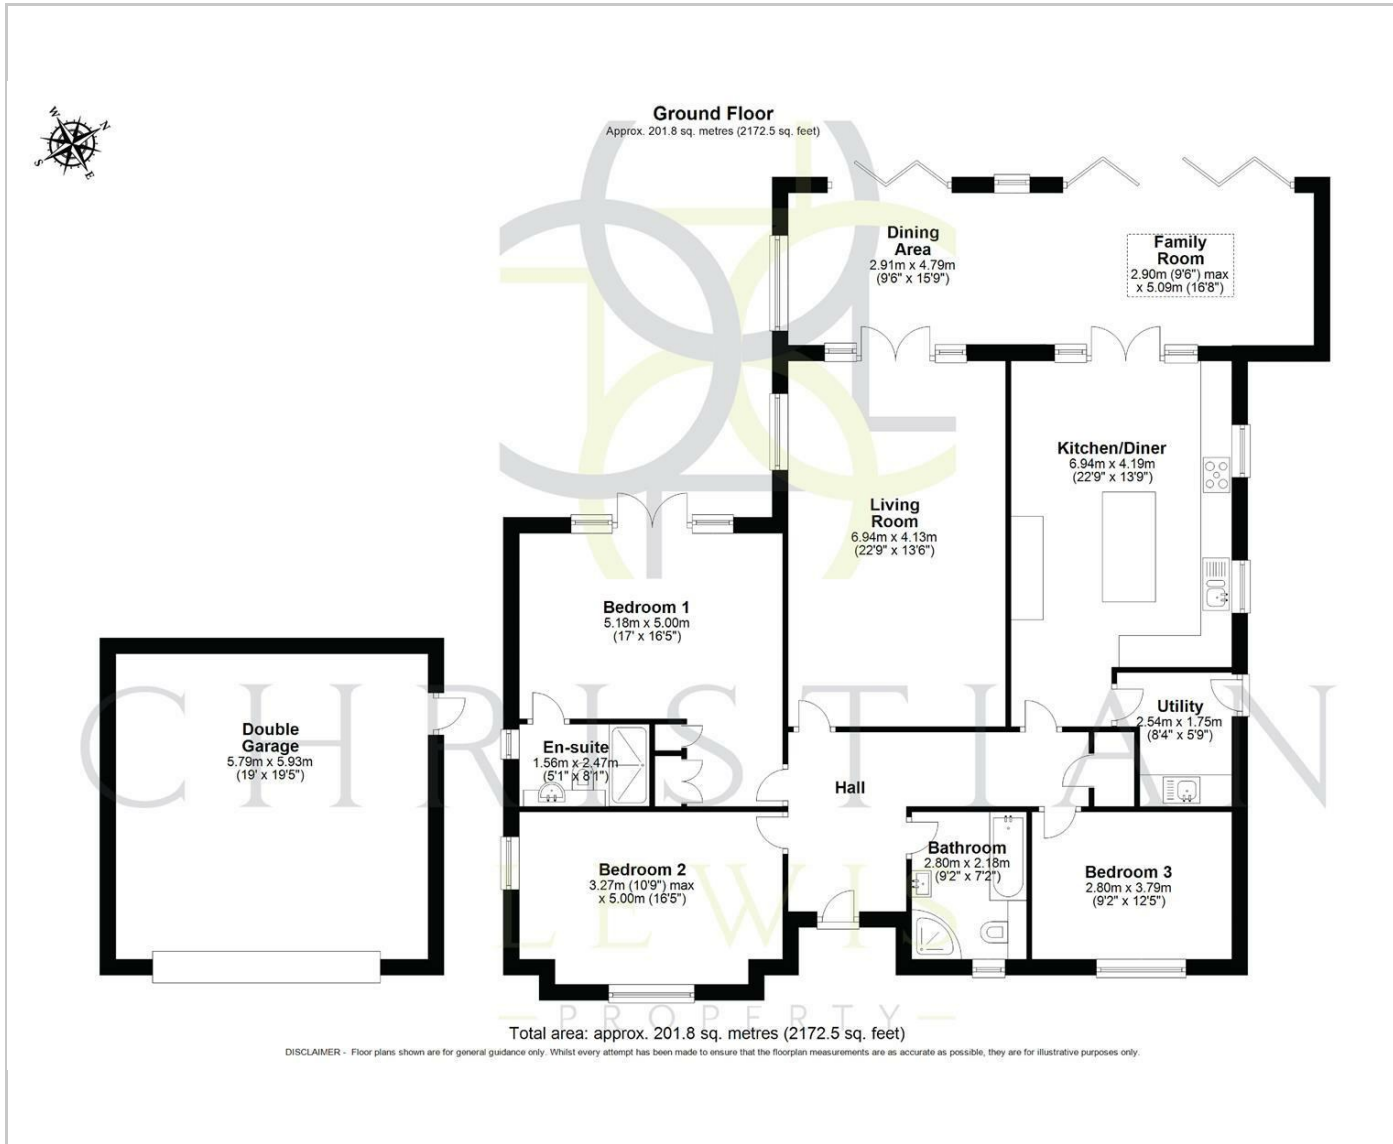 W
N
S
E
Ground Floor
Approx. 201.8 sq. metres (2172.5 sq. feet)
Dining
Area
2.91m x 4.79m
(9'6" x 15'9")
Family
Room
2.90m (9'6") max
x 5.09m (16'8")
Kitchen/Diner
6.94m x 4.19m
(22'9" x 13'9")
Living
Room
6.94m x 4.13m
(22'9" x 13'6")
Bedroom 1
5.18m x 5.00m
(17' x 16'5")
Double
Garage
5.79m x 5.93m
(19' x 19'5")
En-suite
1.56m x 2.47m
(5'1" x 8'1")
Utility
2.54m x 1.75m
(8'4" x 5'9")
Hall
Bedroom 2
3.27m (10'9") max
x 5.00m (16'5")
Bathroom
2.80m x 2.18m
(9'2" x 7'2")
Bedroom 3
2.80m x 3.79m
(9'2" x 12'5")
CHRISTIAN
LEWIS
PROPERTY
Total area: approx. 201.8 sq. metres (2172.5 sq. feet)
DISCLAIMER - Floor plans shown are for general guidance only. Whilst every attempt has been made to ensure that the floorplan measurements are as accurate as possible, they are for illustrative purposes only.